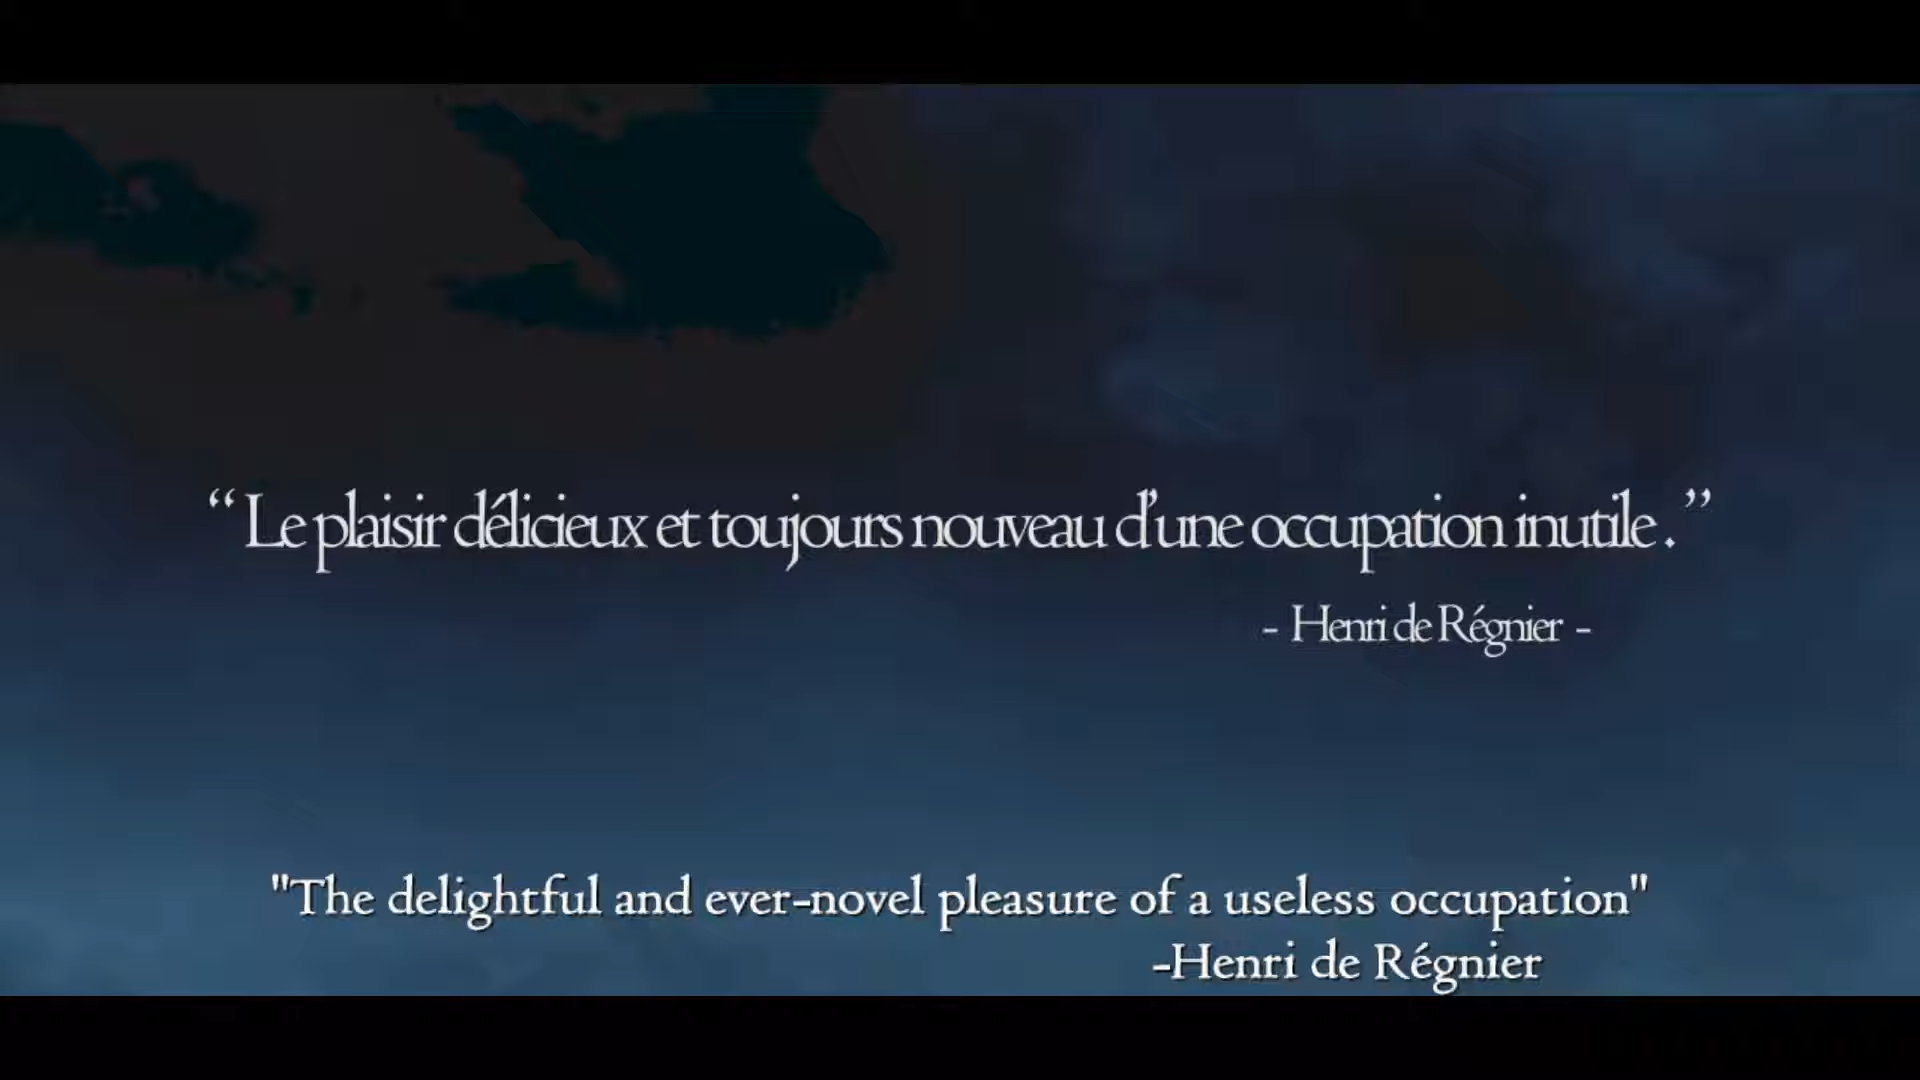 “ Le plaisir délicieux et toujours nouveau d’une occupation inutile . ”
- Henri de Régnier -
"The delightful and ever-novel pleasure of a useless occupation"
-Henri de Régnier